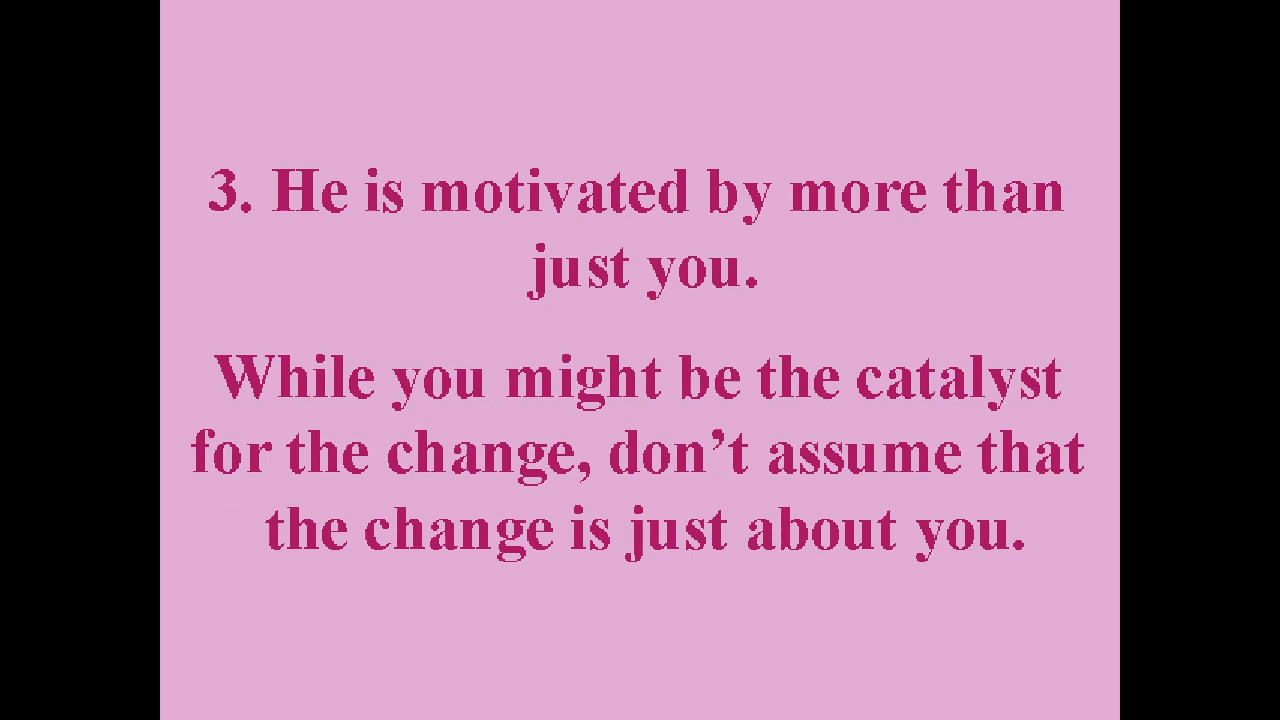 3. He is motivated by more than
just you.
While you might be the catalyst
for the change, don’t assume that
the change is just about you.